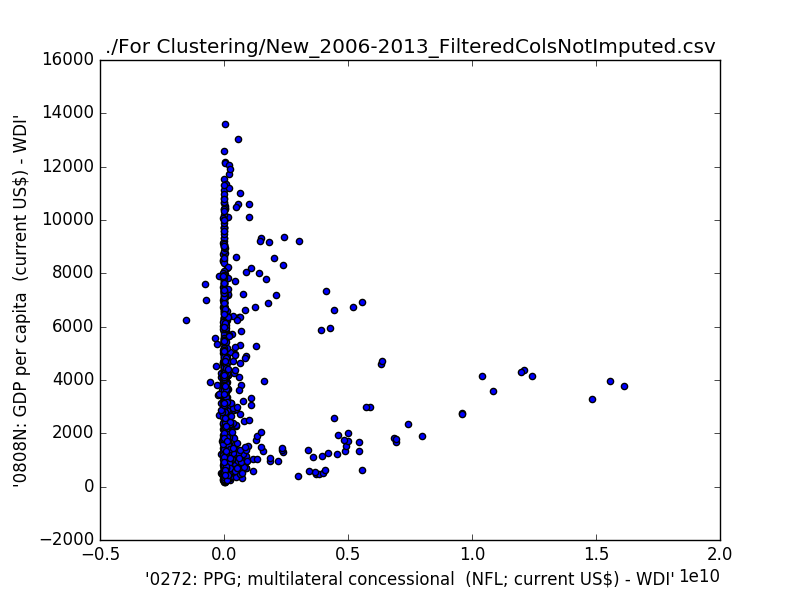 ./For Clustering/New_2006-2013_FilteredColsNotImputed.csv
16000
14000
12000
10000
8000
6000
4000
2000
0
−2000
'0808N: GDP per capita  (current US$) - WDI'
−0.5 0.0 0.5 1.0 1.5 2.0
1e10
'0272: PPG; multilateral concessional  (NFL; current US$) - WDI'